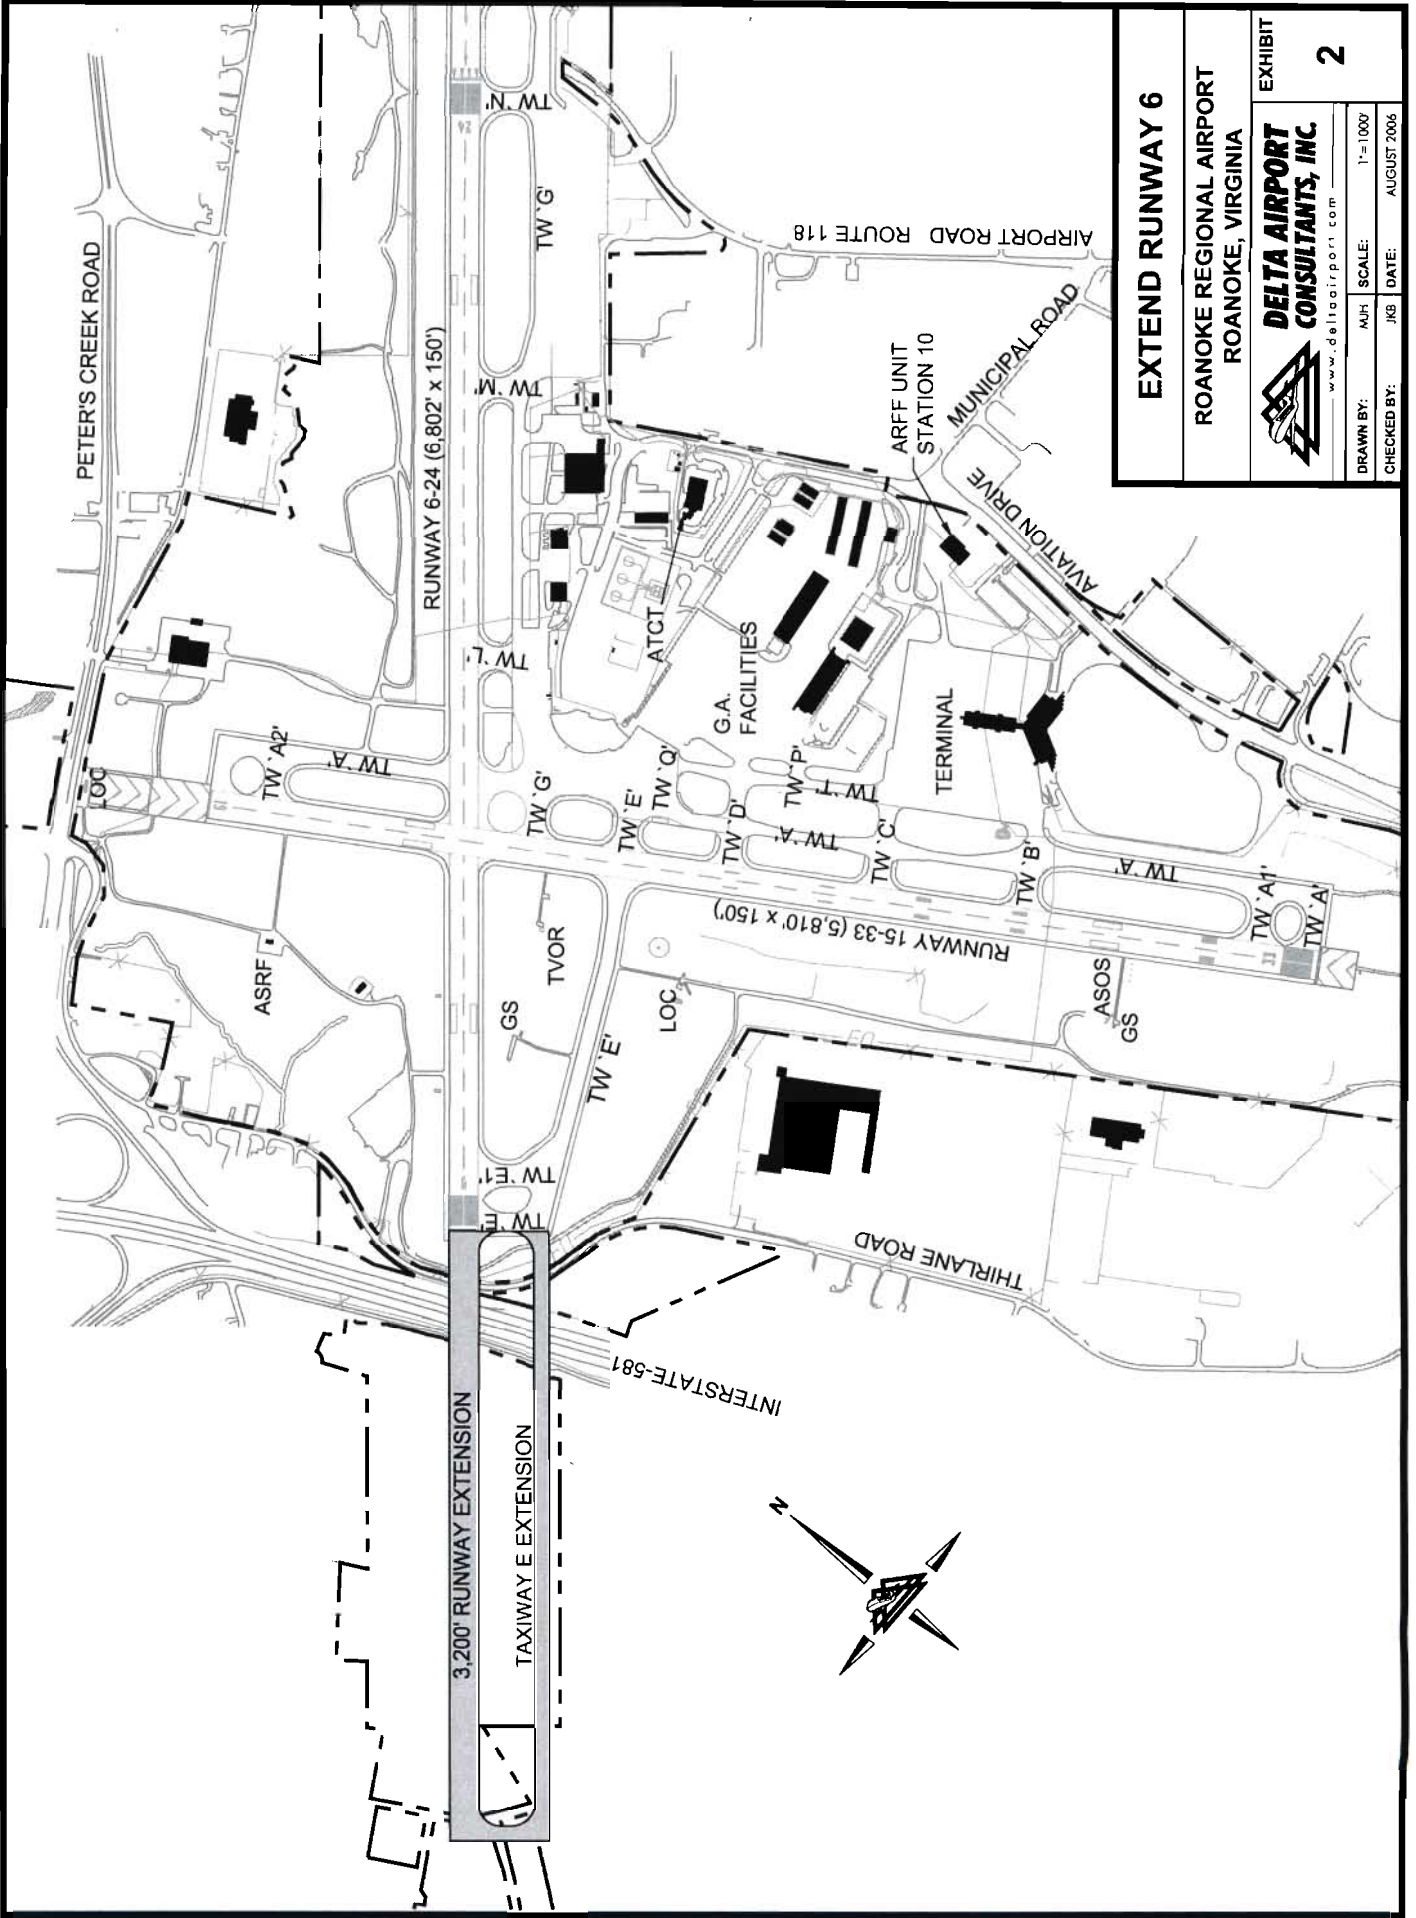 PETER'S CREEK ROAD
RUNWAY 6-24 (6,802' x 150')
24
TW `N'
TW `G'
TW `M'
TW `L'
AIRPORT ROAD ROUTE 118
MUNICIPAL ROAD
ARFF UNIT
STATION 10
AVIATION DRIVE
ATCT
G.A.
FACILITIES
TERMINAL
LOC
TW `A2'
TW `A'
TW `G'
TW `E'
TW `Q'
TW `D'
TW `P'
TW `T'
TW `A'
TW `C'
TW `B'
TW `A'
TW `A1'
TW `A'
RUNWAY 15-33 (5,810' x 150')
33
ASRF
TVOR
GS
LOC
TW `E'
ASOS
GS
TW `E1'
TW `E'
THIRLANE ROAD
INTERSTATE-581
3,200' RUNWAY EXTENSION
TAXIWAY E EXTENSION
N
EXTEND RUNWAY 6
ROANOKE REGIONAL AIRPORT
ROANOKE, VIRGINIA
DELTA AIRPORT
CONSULTANTS, INC.
www.deltaairport.com
EXHIBIT
2
DRAWN BY: MJH SCALE: 1"=1000'
CHECKED BY: JKB DATE: AUGUST 2006